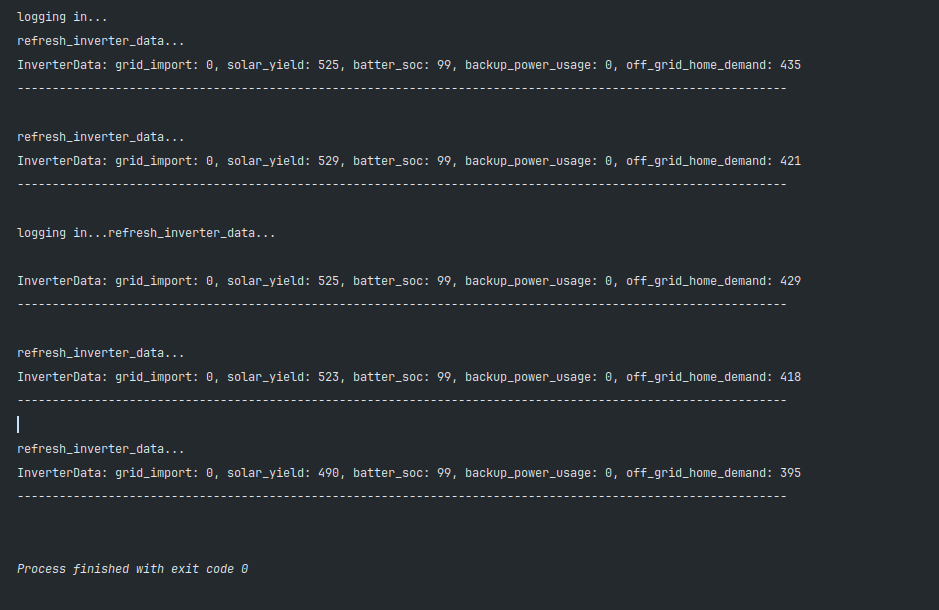 logging in...
refresh_inverter_data...
InverterData: grid_import: 0, solar_yield: 525, batter_soc: 99, backup_power_usage: 0, off_grid_home_demand: 435
--------------------------------------------------------------------------------------------------------------
refresh_inverter_data...
InverterData: grid_import: 0, solar_yield: 529, batter_soc: 99, backup_power_usage: 0, off_grid_home_demand: 421
--------------------------------------------------------------------------------------------------------------
logging in...refresh_inverter_data...
InverterData: grid_import: 0, solar_yield: 525, batter_soc: 99, backup_power_usage: 0, off_grid_home_demand: 429
--------------------------------------------------------------------------------------------------------------
refresh_inverter_data...
InverterData: grid_import: 0, solar_yield: 523, batter_soc: 99, backup_power_usage: 0, off_grid_home_demand: 418
--------------------------------------------------------------------------------------------------------------
refresh_inverter_data...
InverterData: grid_import: 0, solar_yield: 490, batter_soc: 99, backup_power_usage: 0, off_grid_home_demand: 395
--------------------------------------------------------------------------------------------------------------
Process finished with exit code 0